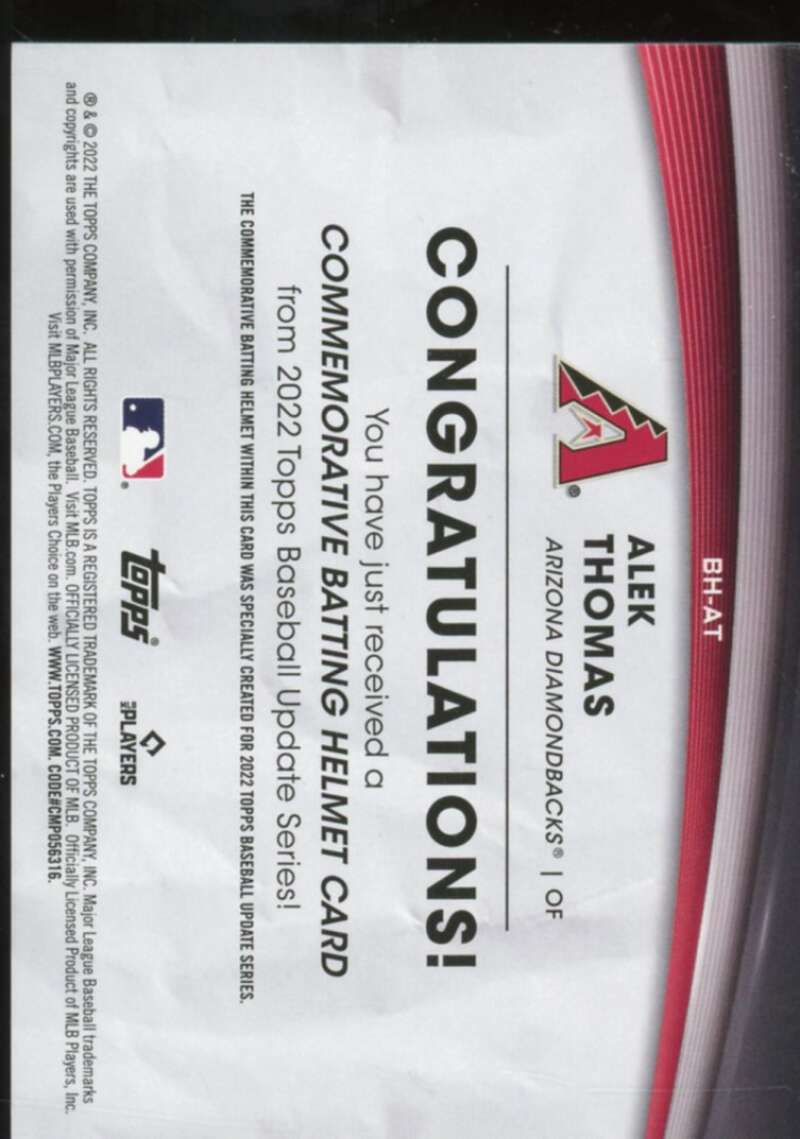 BH-AT
ALEK
THOMAS
ARIZONA DIAMONDBACKS® | OF
CONGRATULATIONS!
You have just received a
COMMEMORATIVE BATTING HELMET CARD
from 2022 Topps Baseball Update Series!
THE COMMEMORATIVE BATTING HELMET WITHIN THIS CARD WAS SPECIALLY CREATED FOR 2022 TOPPS BASEBALL UPDATE SERIES.
topps®
MLB PLAYERS
® & © 2022 THE TOPPS COMPANY, INC. ALL RIGHTS RESERVED. TOPPS IS A REGISTERED TRADEMARK OF THE TOPPS COMPANY, INC. Major League Baseball trademarks
and copyrights are used with permission of Major League Baseball. Visit MLB.com. OFFICIALLY LICENSED PRODUCT OF MLB. Officially Licensed Product of MLB Players, Inc.
Visit MLBPLAYERS.COM, the Players Choice on the web. WWW.TOPPS.COM. CODE#CMP056316.